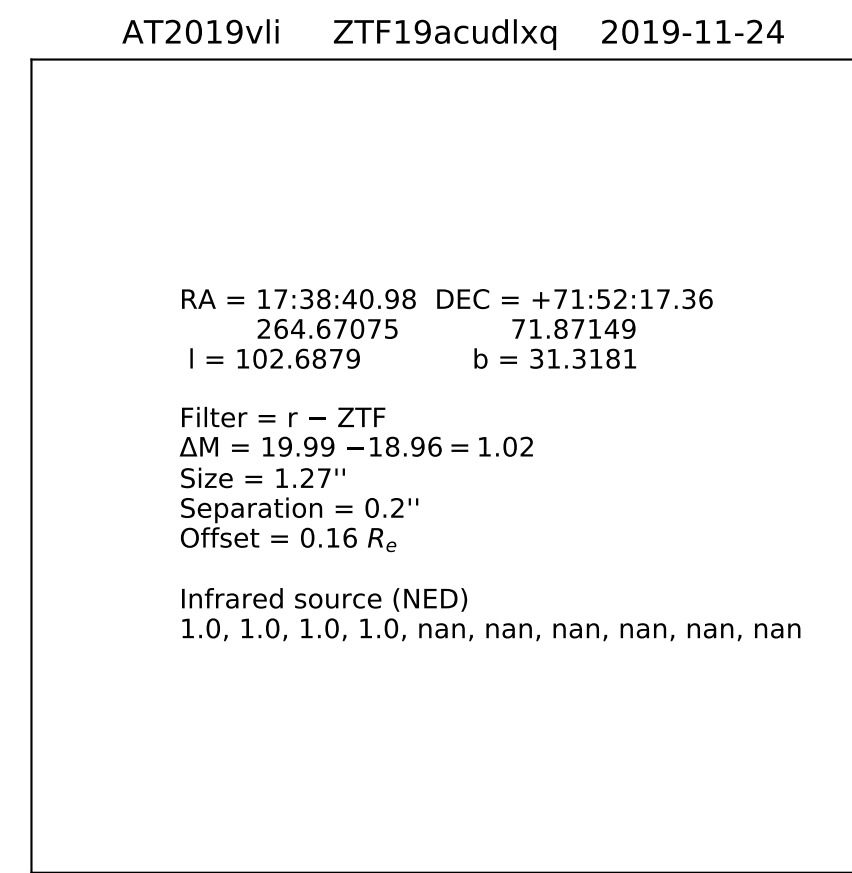 AT2019vli ZTF19acudlxq 2019-11-24
RA = 17:38:40.98 DEC = +71:52:17.36
264.67075 71.87149
l = 102.6879 b = 31.3181
Filter = r − ZTF
ΔM = 19.99 −18.96 = 1.02
Size = 1.27''
Separation = 0.2''
Offset = 0.16 Re
Infrared source (NED)
1.0, 1.0, 1.0, 1.0, nan, nan, nan, nan, nan, nan